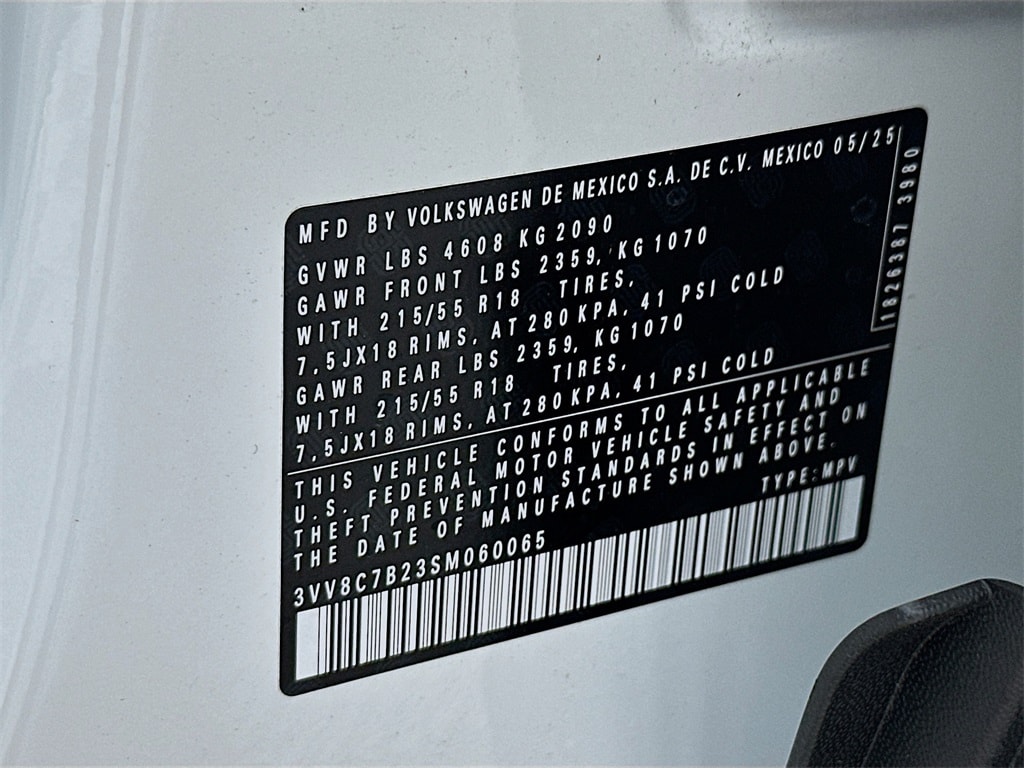 MFD BY VOLKSWAGEN DE MEXICO S.A. DE C.V. MEXICO 05/25
GVWR LBS 4608 KG 2090
GAWR FRONT LBS 2359, KG 1070
WITH 215/55 R18 TIRES,
7,5JX18 RIMS, AT 280 KPA, 41 PSI COLD
GAWR REAR LBS 2359, KG 1070
WITH 215/55 R18 TIRES,
7,5JX18 RIMS, AT 280 KPA, 41 PSI COLD
1826387 3980
THIS VEHICLE CONFORMS TO ALL APPLICABLE
U.S. FEDERAL MOTOR VEHICLE SAFETY AND
THEFT PREVENTION STANDARDS IN EFFECT ON
THE DATE OF MANUFACTURE SHOWN ABOVE.
TYPE: MPV
3VV8C7B23SM060065